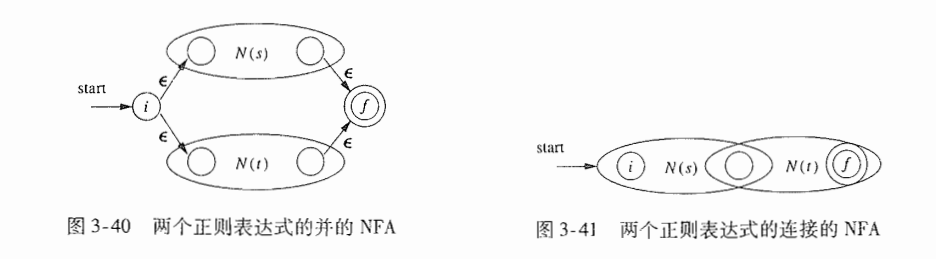 N(s)
ϵ
ϵ
start
i
f
ϵ
ϵ
N(t)
图 3-40 两个正则表达式的并的 NFA
start
i
N(s)
N(t)
f
图 3-41 两个正则表达式的连接的 NFA